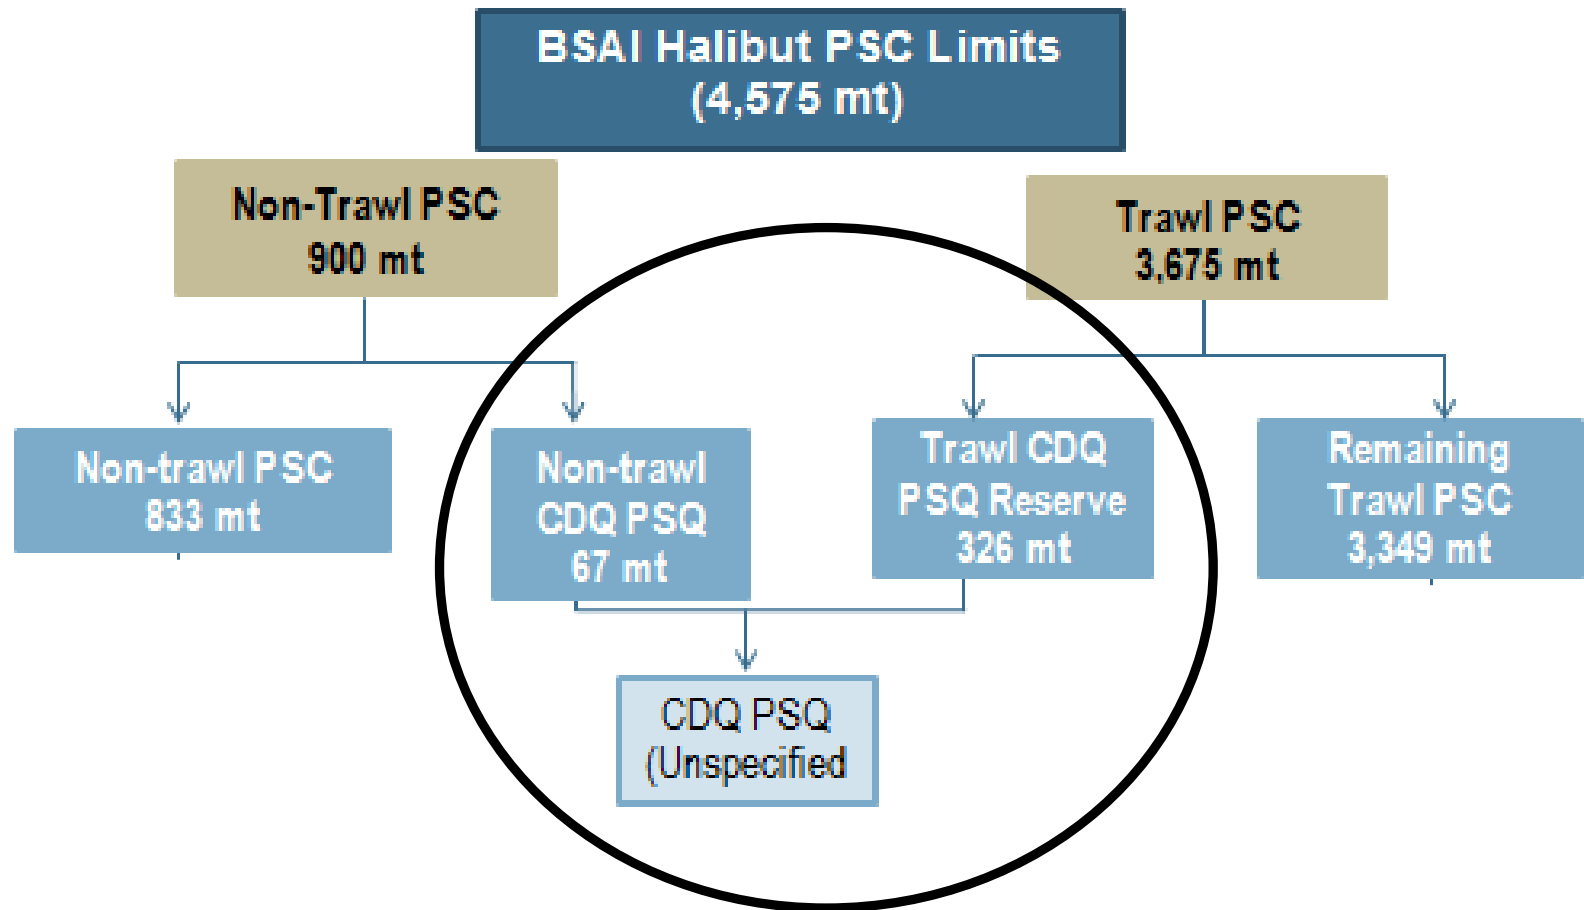 BSAI Halibut PSC Limits
(4,575 mt)
Non-Trawl PSC
900 mt
Trawl PSC
3,675 mt
Non-trawl PSC
833 mt
Non-trawl
CDQ PSQ
67 mt
Trawl CDQ
PSQ Reserve
326 mt
Remaining
Trawl PSC
3,349 mt
CDQ PSQ
(Unspecified